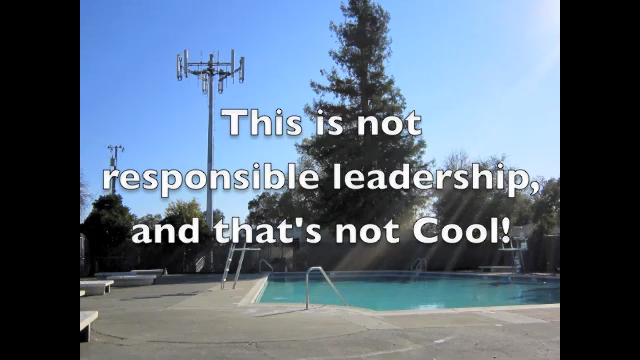 This is not
responsible leadership,
and that's not Cool!